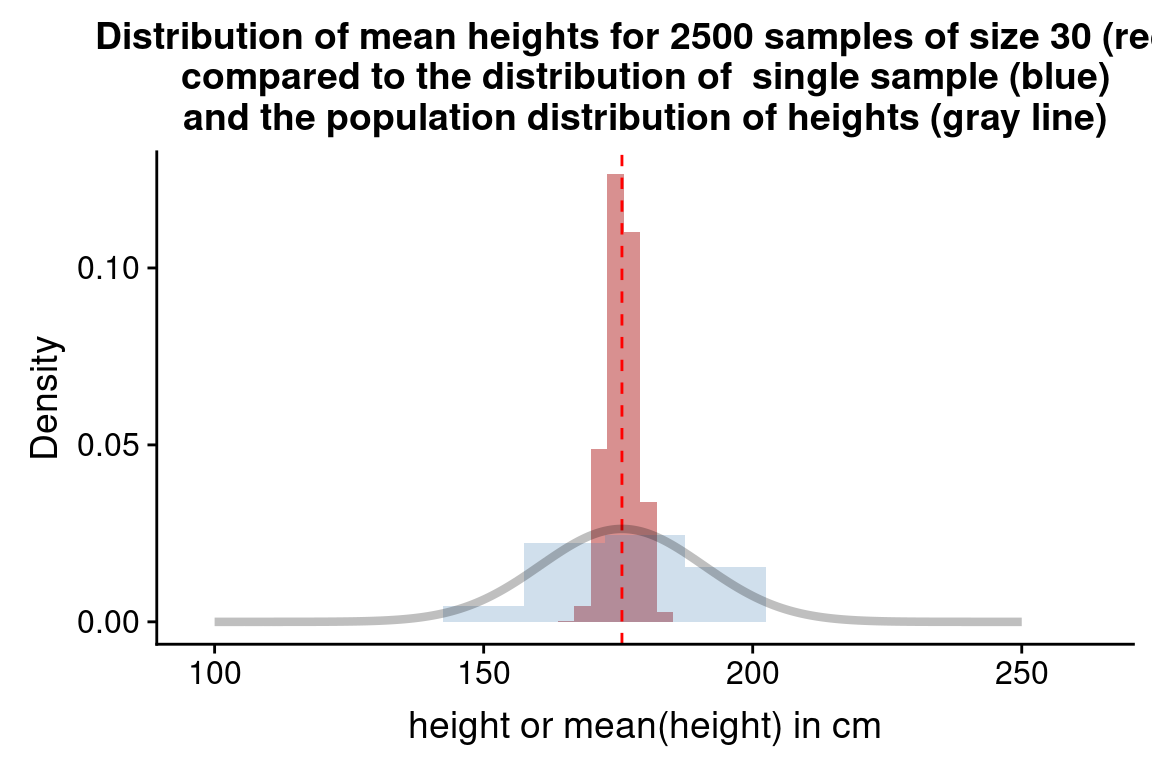 Distribution of mean heights for 2500 samples of size 30 (re
compared to the distribution of  single sample (blue)
and the population distribution of heights (gray line)
Density
0.10
0.05
0.00
100 150 200 250
height or mean(height) in cm